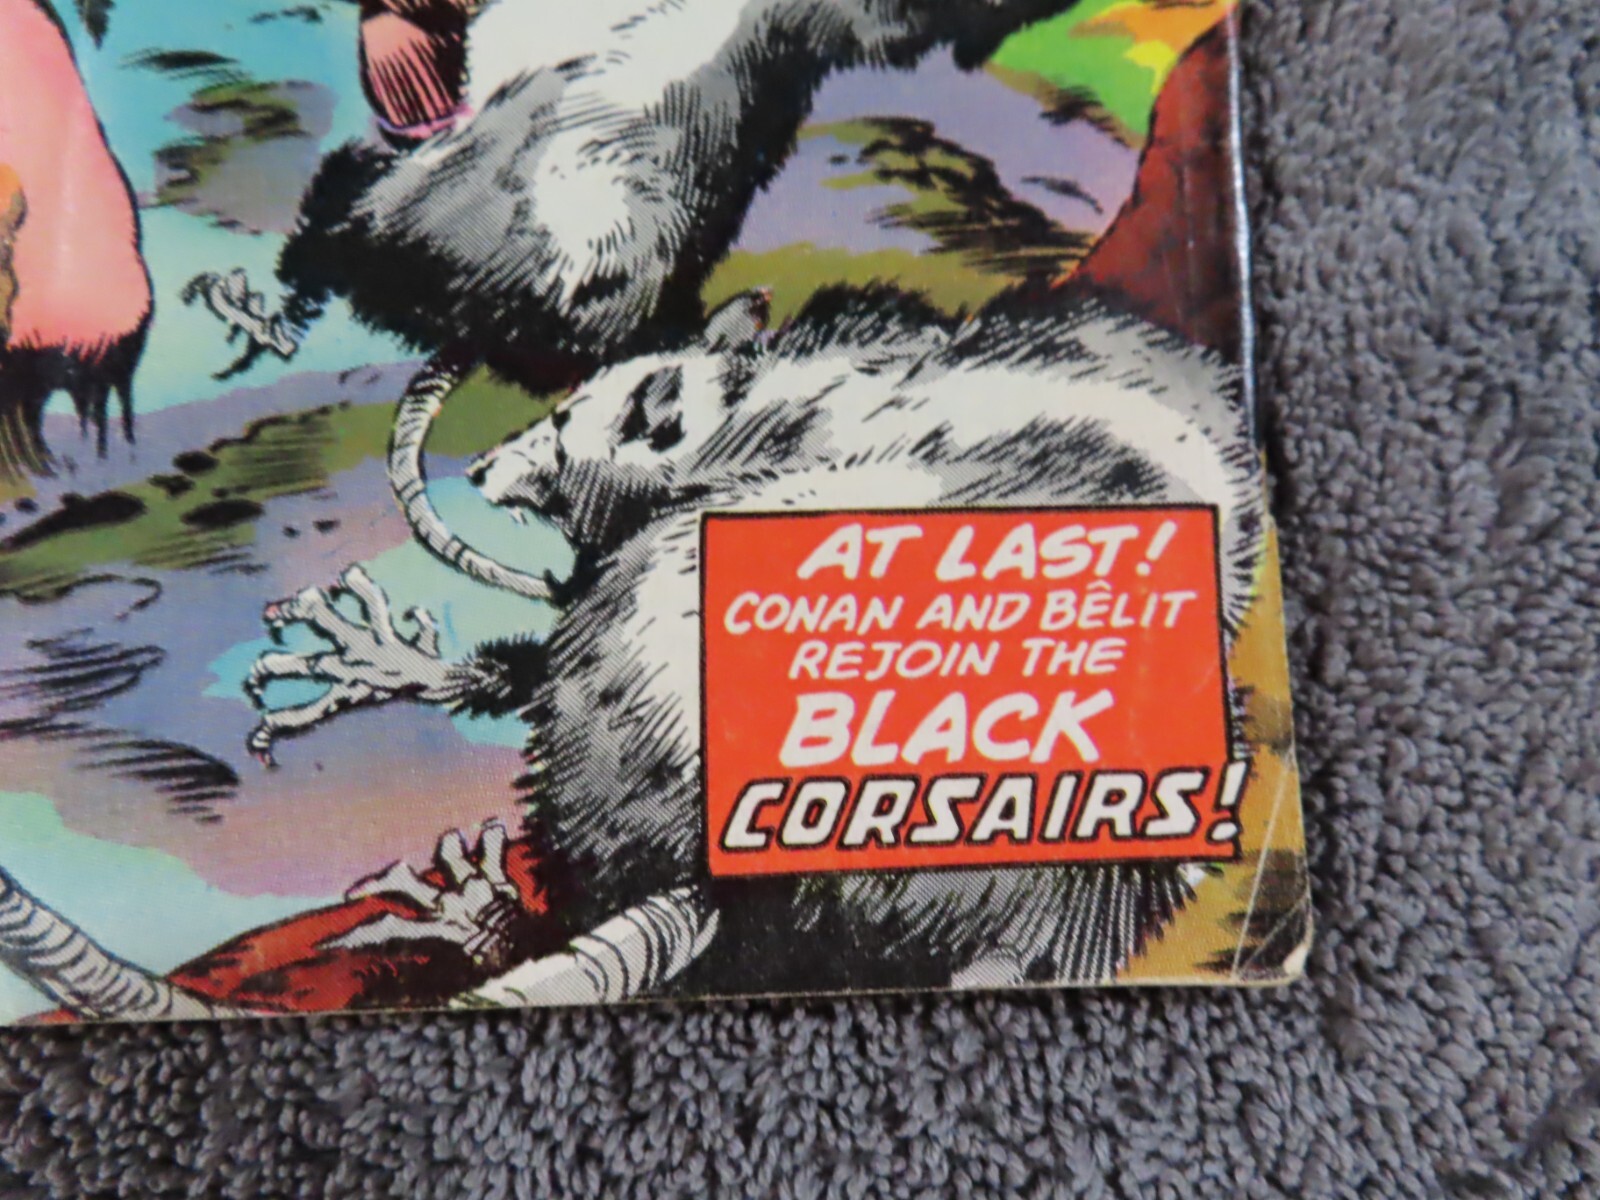 AT LAST!
CONAN AND BÊLIT
REJOIN THE
BLACK
CORSAIRS!